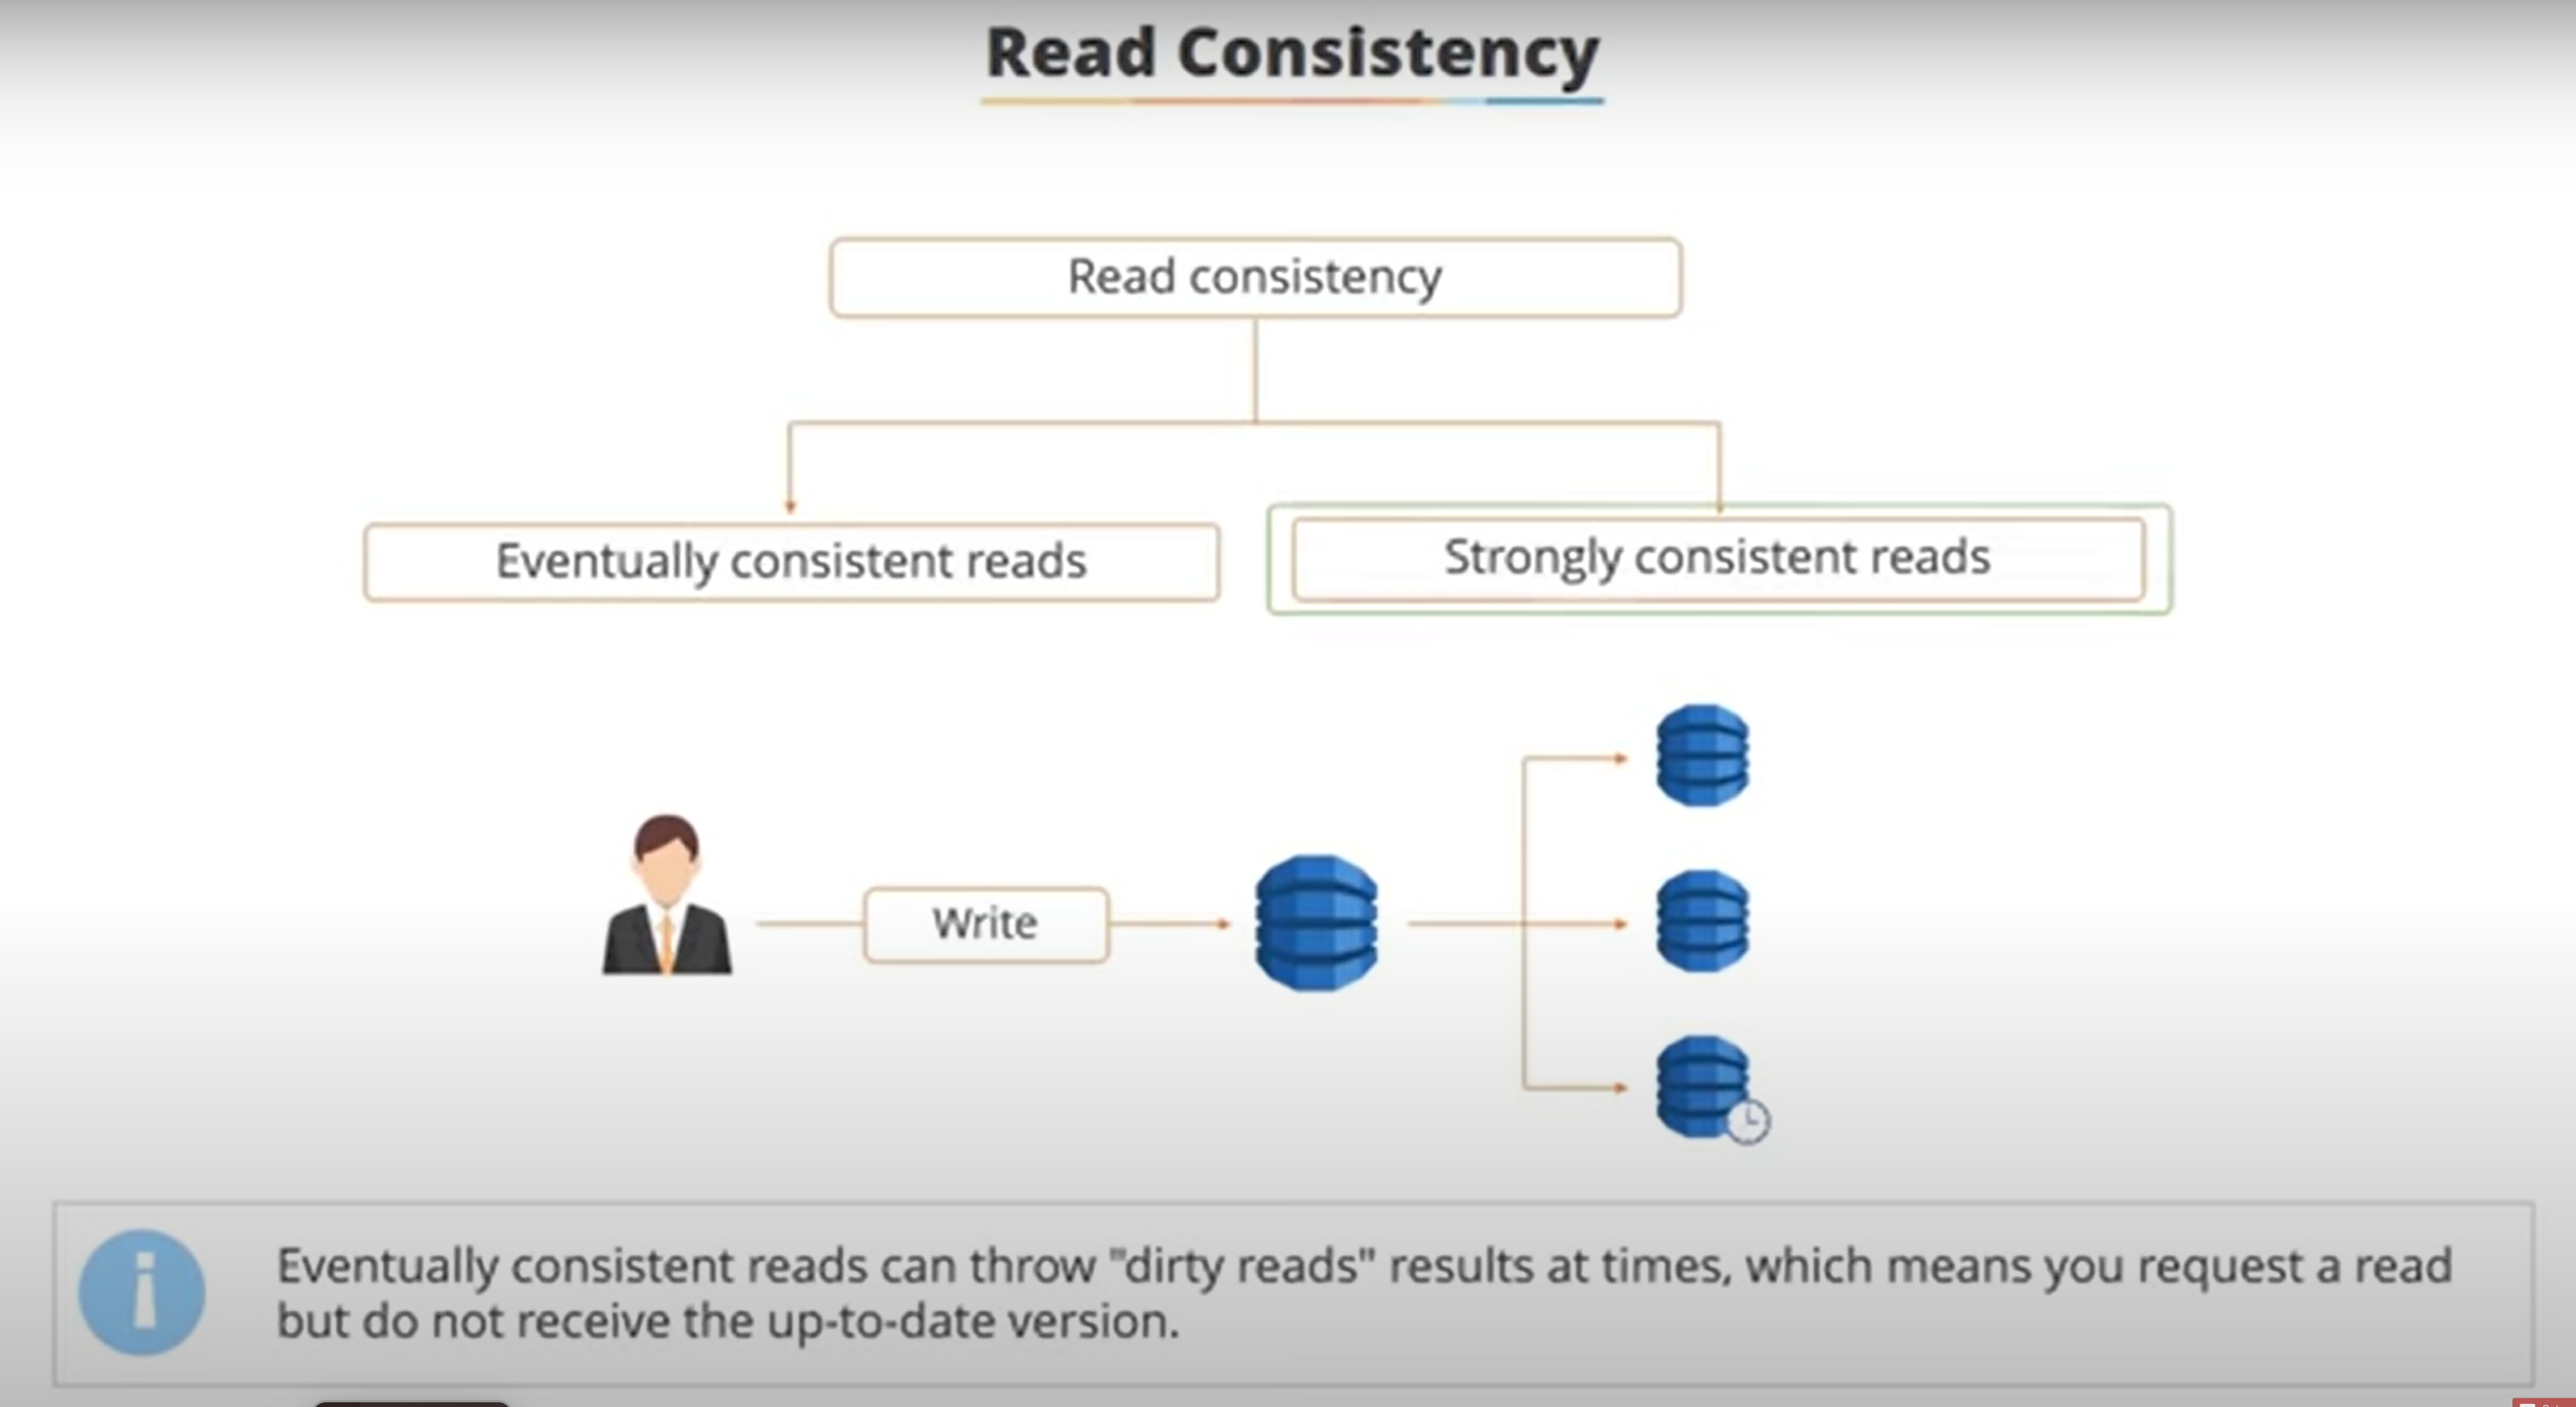 Read Consistency
Read consistency
Eventually consistent reads
Strongly consistent reads
Write
Eventually consistent reads can throw "dirty reads" results at times, which means you request a read
but do not receive the up-to-date version.